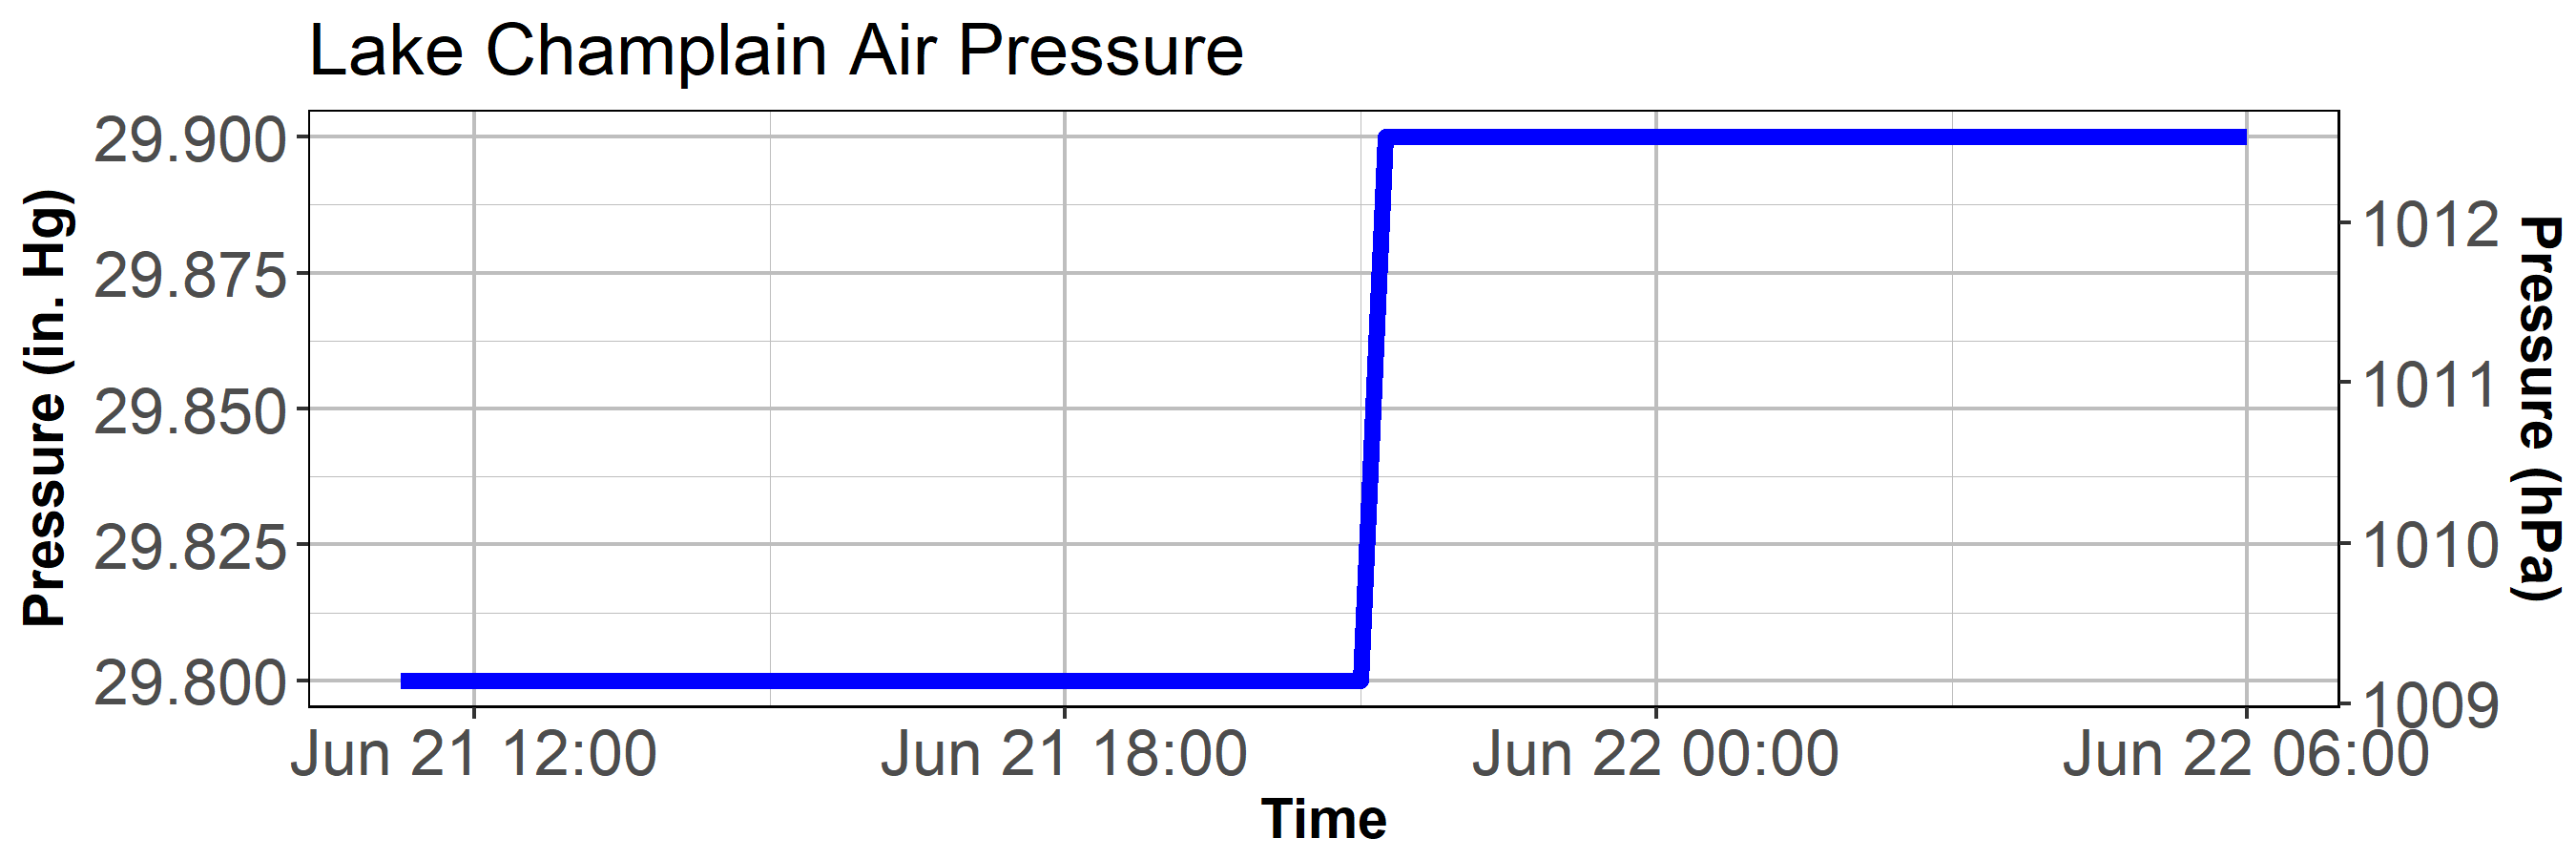 Lake Champlain Air Pressure
Pressure (in. Hg)
29.900
29.875
29.850
29.825
29.800
1012
1011
1010
1009
Pressure (hPa)
Jun 21 12:00 Jun 21 18:00 Jun 22 00:00 Jun 22 06:00
Time